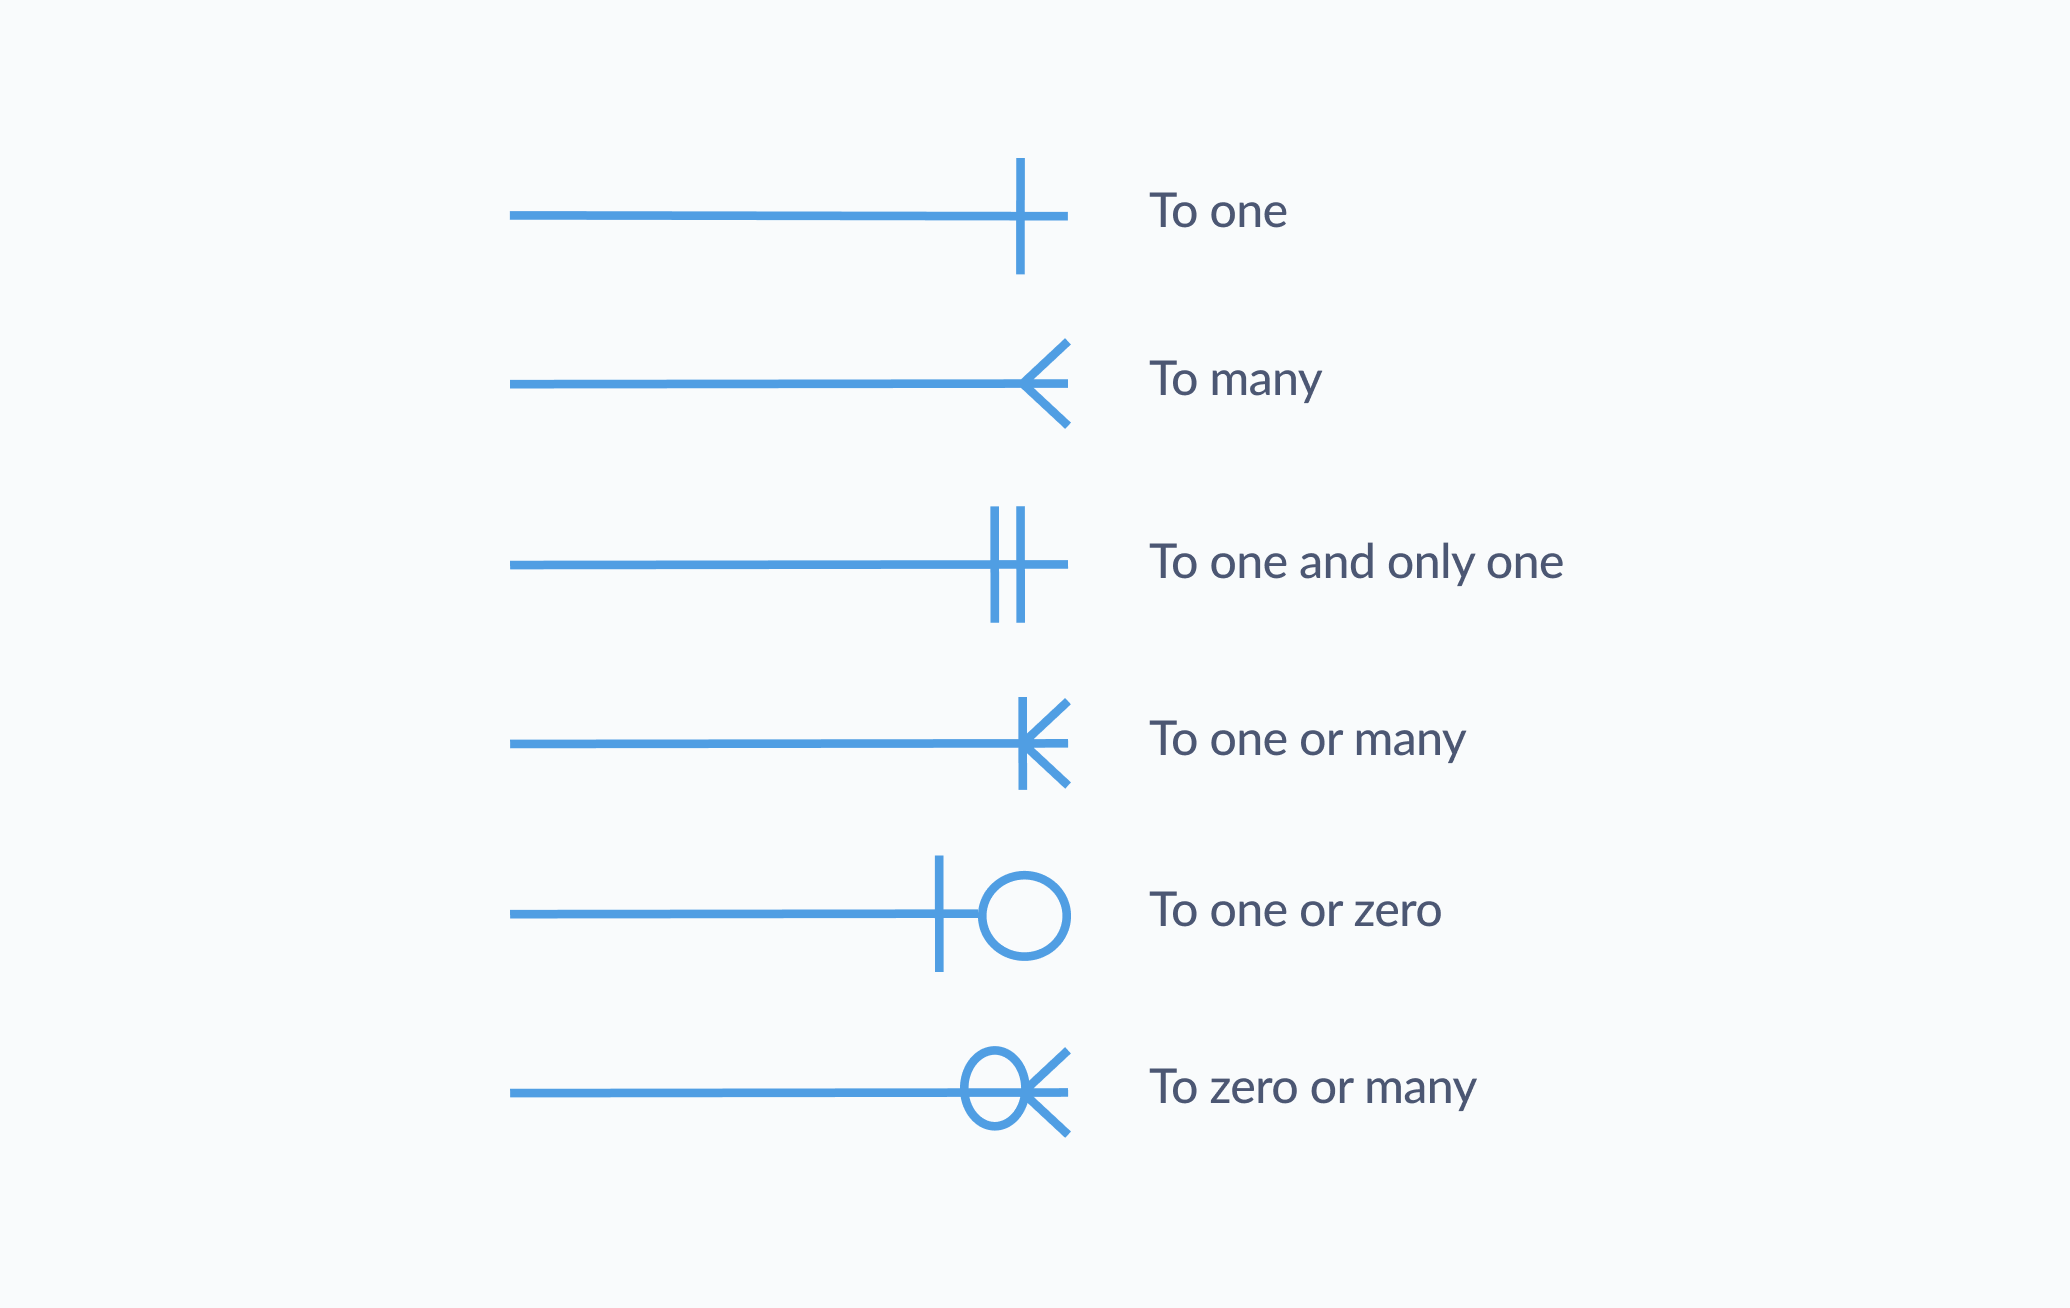 To one
To many
To one and only one
To one or many
To one or zero
To zero or many